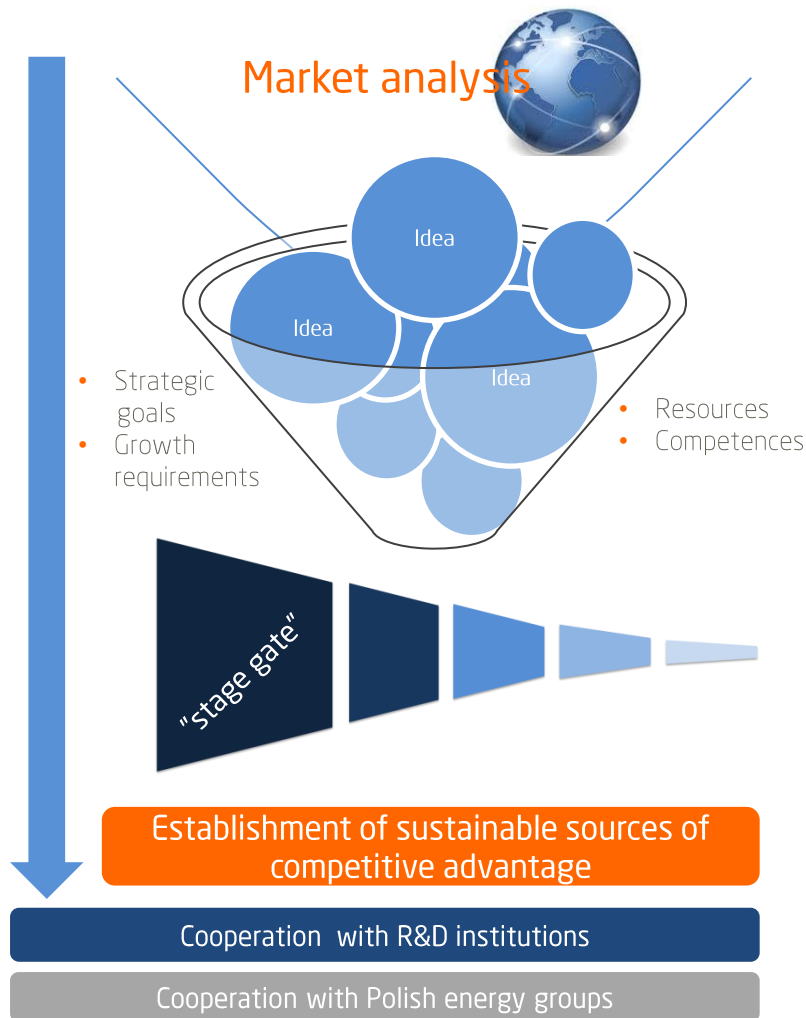 Market analysis
Idea
Idea
Idea
• Strategic
goals
• Growth
requirements
• Resources
• Competences
"stage gate"
Establishment of sustainable sources of
competitive advantage
Cooperation with R&D institutions
Cooperation with Polish energy groups